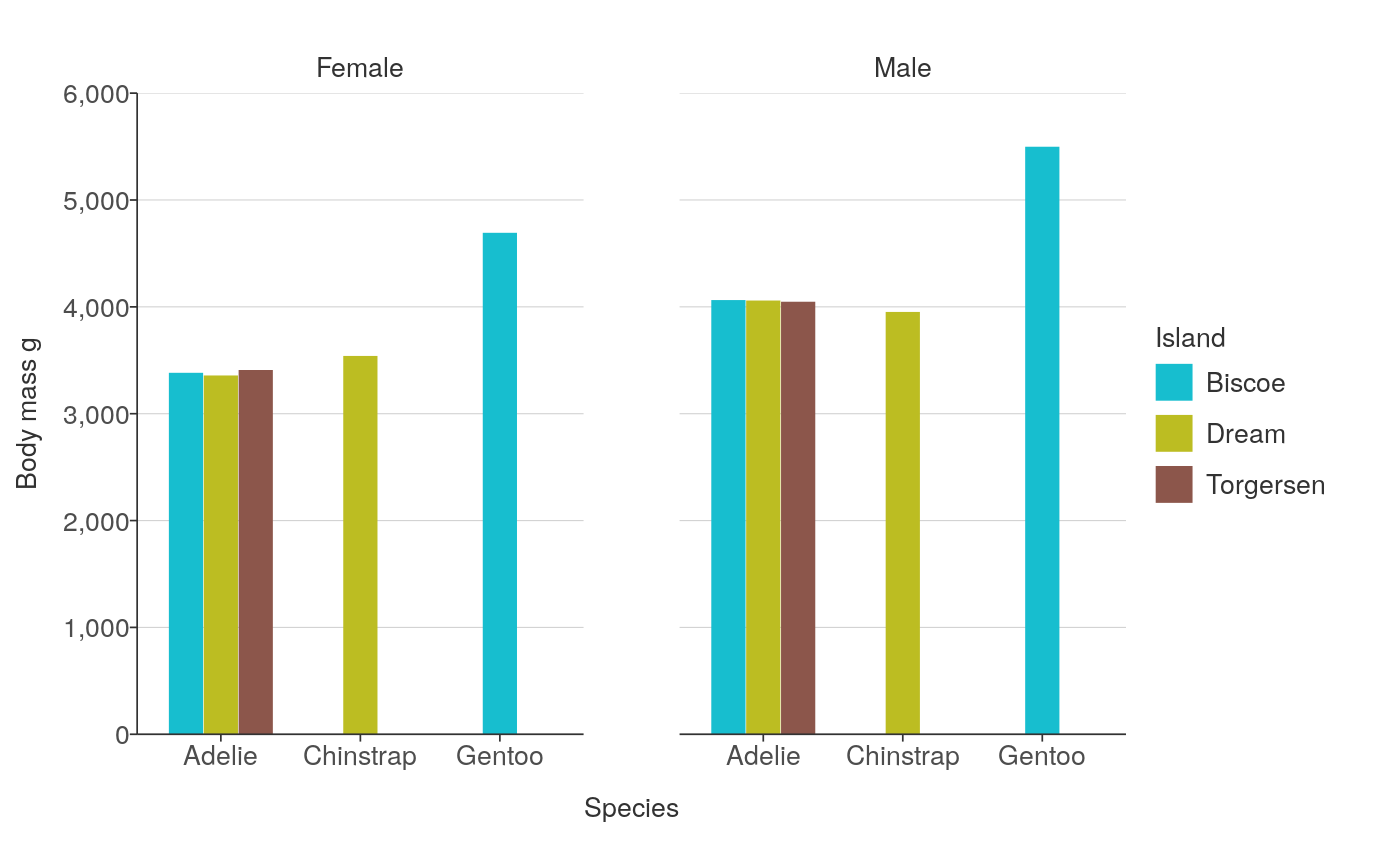 Female
Male
6,000
5,000
4,000
3,000
2,000
1,000
0
Body mass g
Adelie
Chinstrap
Gentoo
Adelie
Chinstrap
Gentoo
Species
Island
Biscoe
Dream
Torgersen